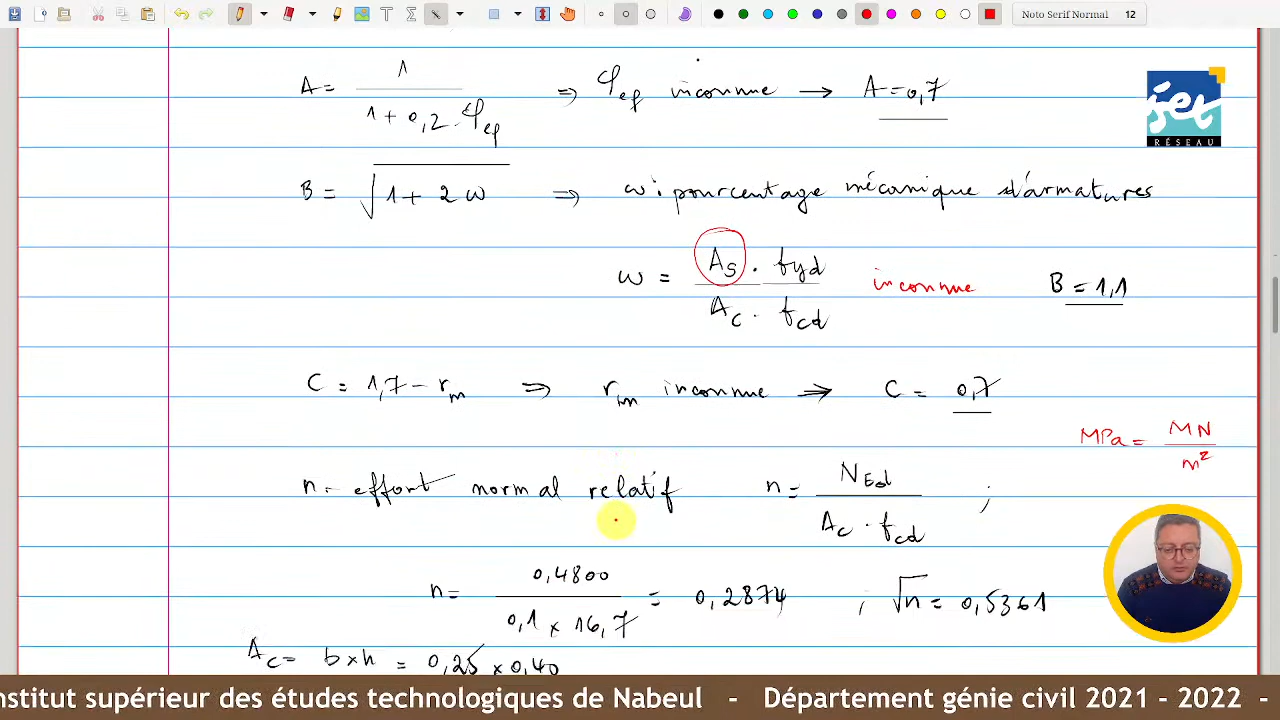 Noto Serif Normal 12
A = 1 / (1 + 0,2 . φef) => φef inconnue → A = 0,7
iset
RÉSEAU
B = √(1 + 2 ω) => ω : pourcentage mécanique d'armatures
ω = (As . fyd) / (Ac . fcd) inconnue B = 1,1
C = 1,7 - rm => rm inconnue => C = 0,7
MPa = MN / m²
n = effort normal relatif n = NEd / (Ac . fcd) ;
n = 0,4800 / (0,1 × 16,7) = 0,2874 ; √n = 0,5361
Ac = b × h = 0,25 × 0,40
nstitut supérieur des études technologiques de Nabeul - Département génie civil 2021 - 2022 -